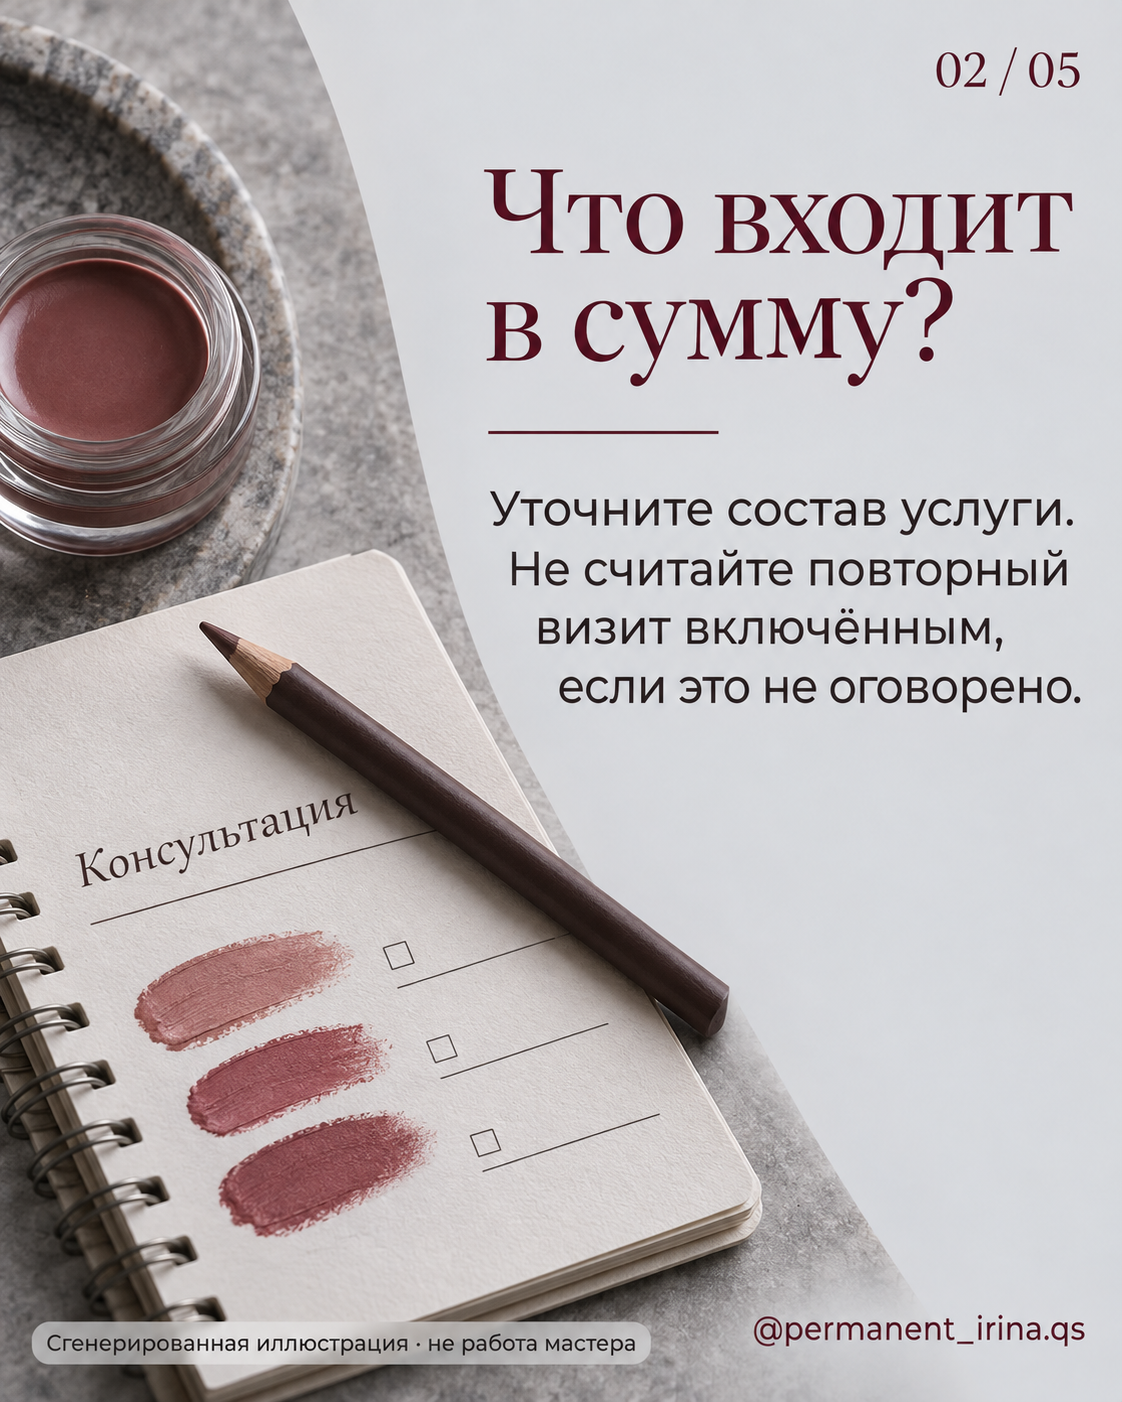 02 / 05
Что входит
в сумму?
Уточните состав услуги.
Не считайте повторный
визит включённым,
если это не оговорено.
Консультация
Сгенерированная иллюстрация · не работа мастера
@permanent_irina.qs